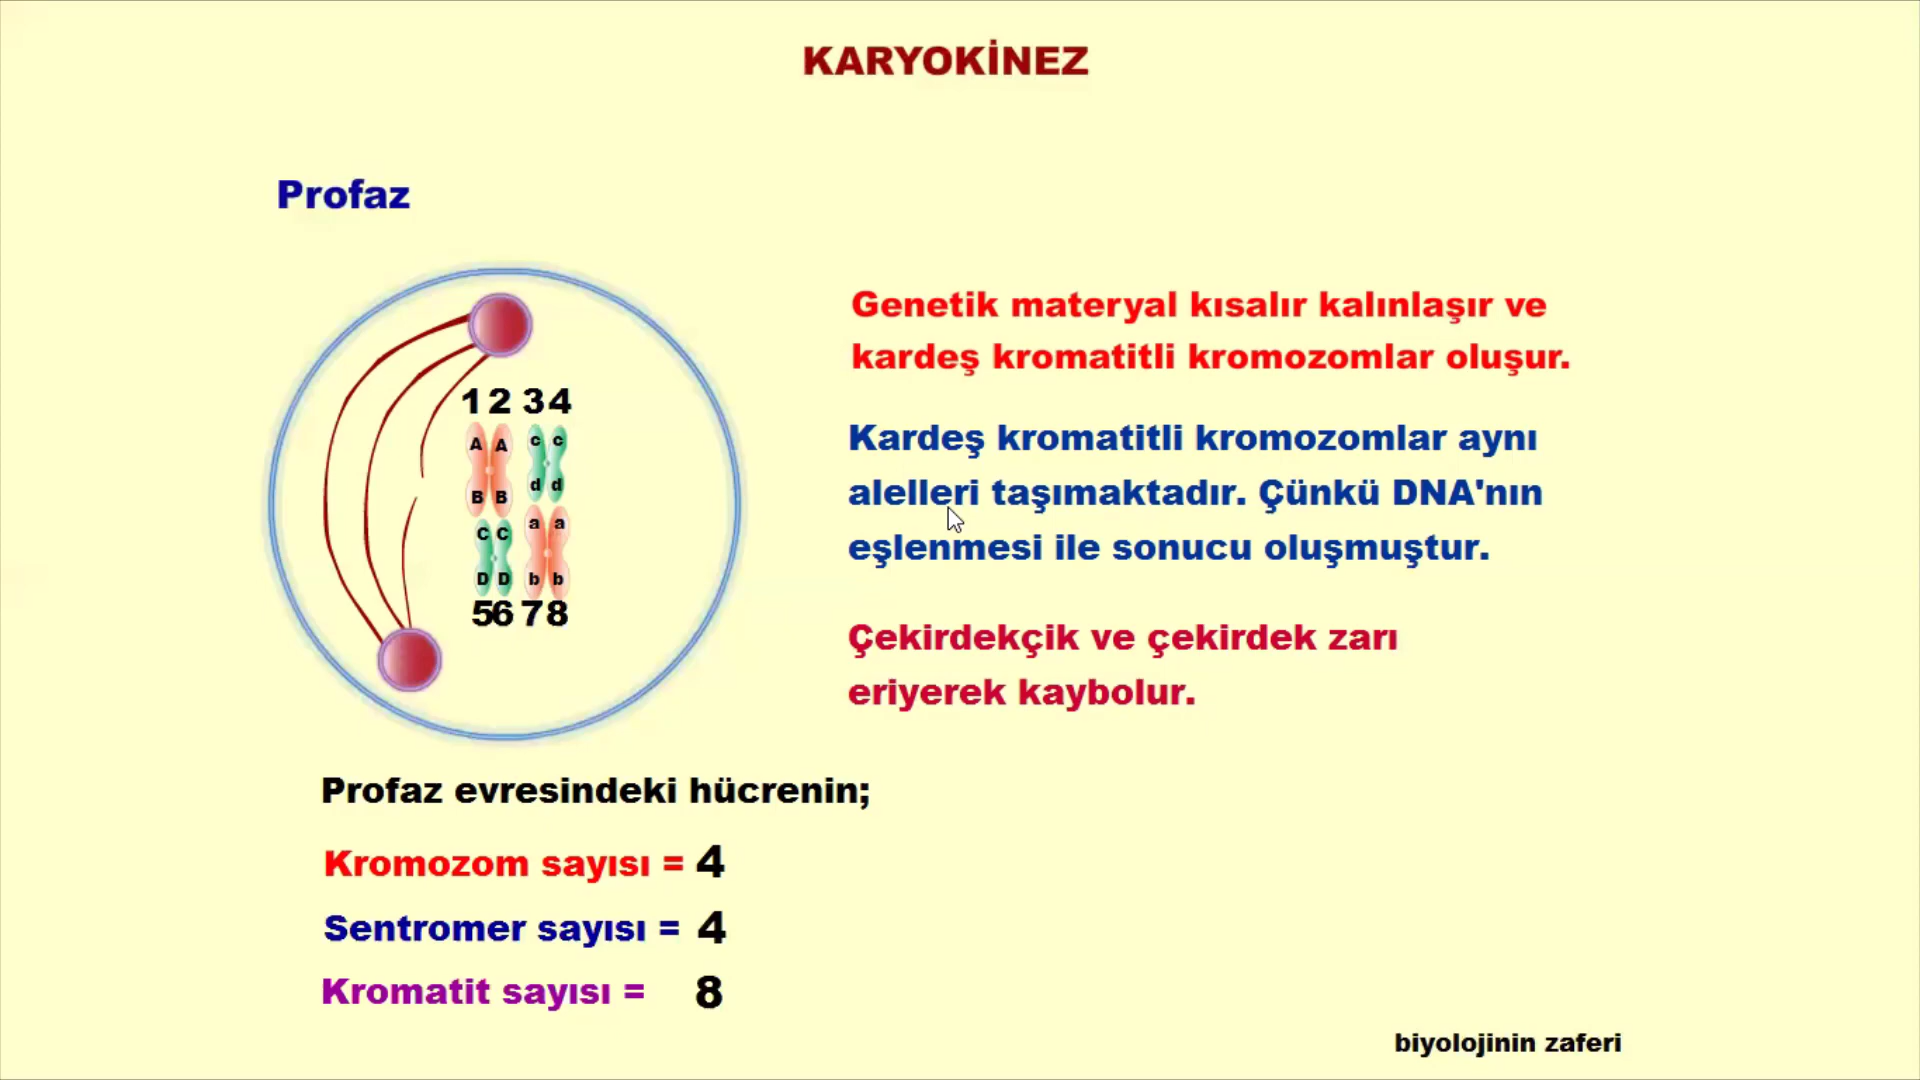 KARYOKİNEZ
Profaz
Genetik materyal kısalır kalınlaşır ve
kardeş kromatitli kromozomlar oluşur.
Kardeş kromatitli kromozomlar aynı
alelleri taşımaktadır. Çünkü DNA'nın
eşlenmesi ile sonucu oluşmuştur.
Çekirdekçik ve çekirdek zarı
eriyerek kaybolur.
1 2 3 4
A A c c
B B d d
C C a a
D D b b
5 6 7 8
Profaz evresindeki hücrenin;
Kromozom sayısı = 4
Sentromer sayısı = 4
Kromatit sayısı = 8
biyolojinin zaferi